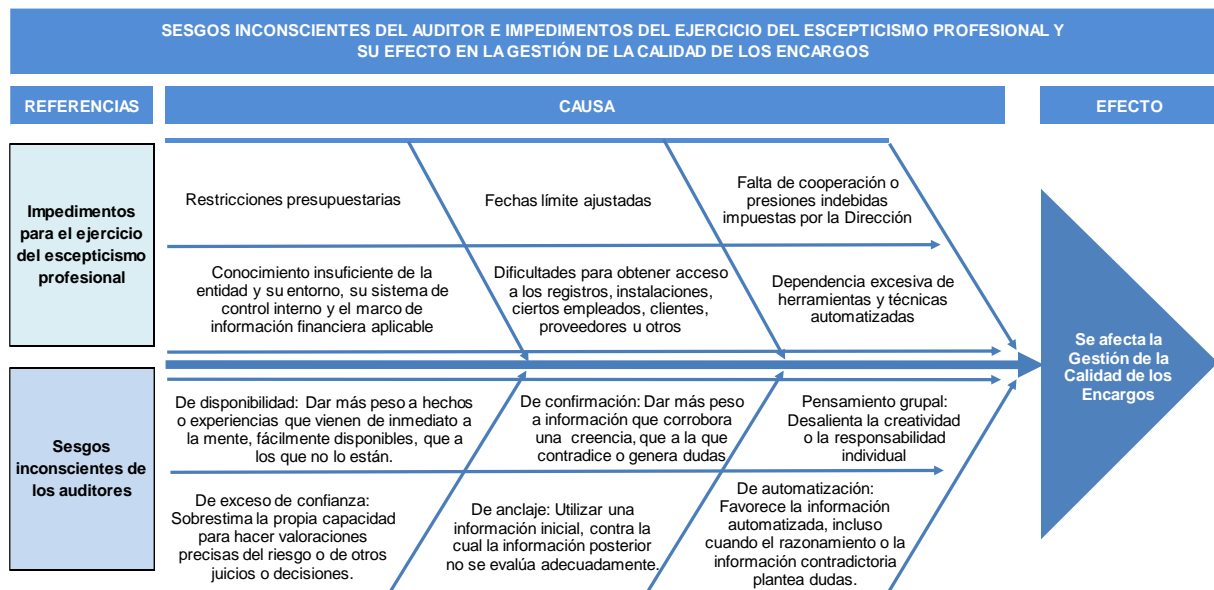 SESGOS INCONSCIENTES DEL AUDITOR E IMPEDIMENTOS DEL EJERCICIO DEL ESCEPTICISMO PROFESIONAL Y
SU EFECTO EN LA GESTIÓN DE LA CALIDAD DE LOS ENCARGOS
REFERENCIAS
CAUSA
EFECTO
Impedimentos
para el ejercicio
del escepticismo
profesional
Restricciones presupuestarias
Fechas límite ajustadas
Falta de cooperación o
presiones indebidas
impuestas por la Dirección
Conocimiento insuficiente de la
entidad y su entorno, su sistema de
control interno y el marco de
información financiera aplicable
Dificultades para obtener acceso
a los registros, instalaciones,
ciertos empleados, clientes,
proveedores u otros
Dependencia excesiva de
herramientas y técnicas
automatizadas
Se afecta la
Gestión de la
Calidad de los
Encargos
Sesgos
inconscientes de
los auditores
De disponibilidad: Dar más peso a hechos
o experiencias que vienen de inmediato a
la mente, fácilmente disponibles, que a
los que no lo están.
De confirmación: Dar más peso
a información que corrobora
una creencia, que a la que
contradice o genera dudas
Pensamiento grupal:
Desalienta la creatividad
o la responsabilidad
individual
De exceso de confianza:
Sobrestima la propia capacidad
para hacer valoraciones
precisas del riesgo o de otros
juicios o decisiones.
De anclaje: Utilizar una
información inicial, contra la
cual la información posterior
no se evalúa adecuadamente.
De automatización:
Favorece la información
automatizada, incluso
cuando el razonamiento o la
información contradictoria
plantea dudas.